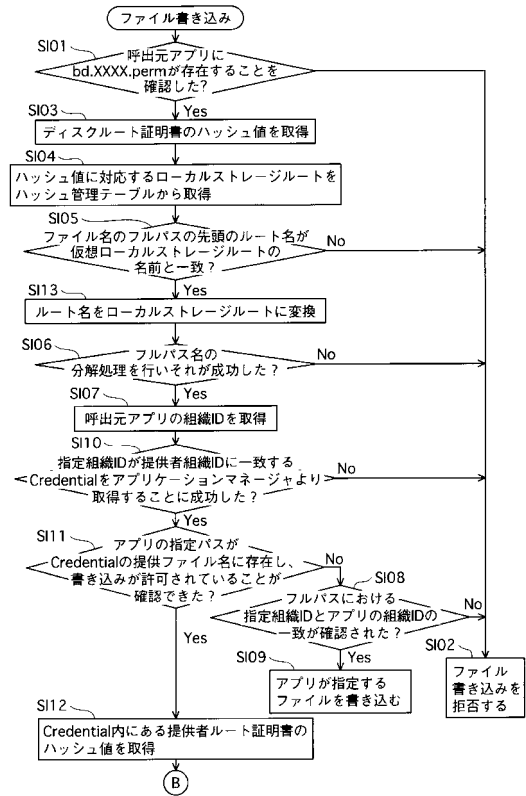 ファイル書き込み
SI01
呼出元アプリに
bd.XXXX.permが存在することを
確認した?
Yes
SI03
ディスクルート証明書のハッシュ値を取得
SI04
ハッシュ値に対応するローカルストレージルートを
ハッシュ管理テーブルから取得
SI05
ファイル名のフルパスの先頭のルート名が
仮想ローカルストレージルートの
名前と一致?
No
Yes
SI13
ルート名をローカルストレージルートに変換
SI06
フルパス名の
分解処理を行いそれが成功した?
No
Yes
SI07
呼出元アプリの組織IDを取得
SI10
指定組織IDが提供者組織IDに一致する
Credentialをアプリケーションマネージャより
取得することに成功した?
No
Yes
SI11
アプリの指定パスが
Credentialの提供ファイル名に存在し、
書き込みが許可されていることが
確認できた?
No
Yes
SI08
フルパスにおける
指定組織IDとアプリの組織IDの
一致が確認された?
No
Yes
SI09
アプリが指定する
ファイルを書き込む
SI02
ファイル
書き込みを
拒否する
SI12
Credential内にある提供者ルート証明書の
ハッシュ値を取得
B